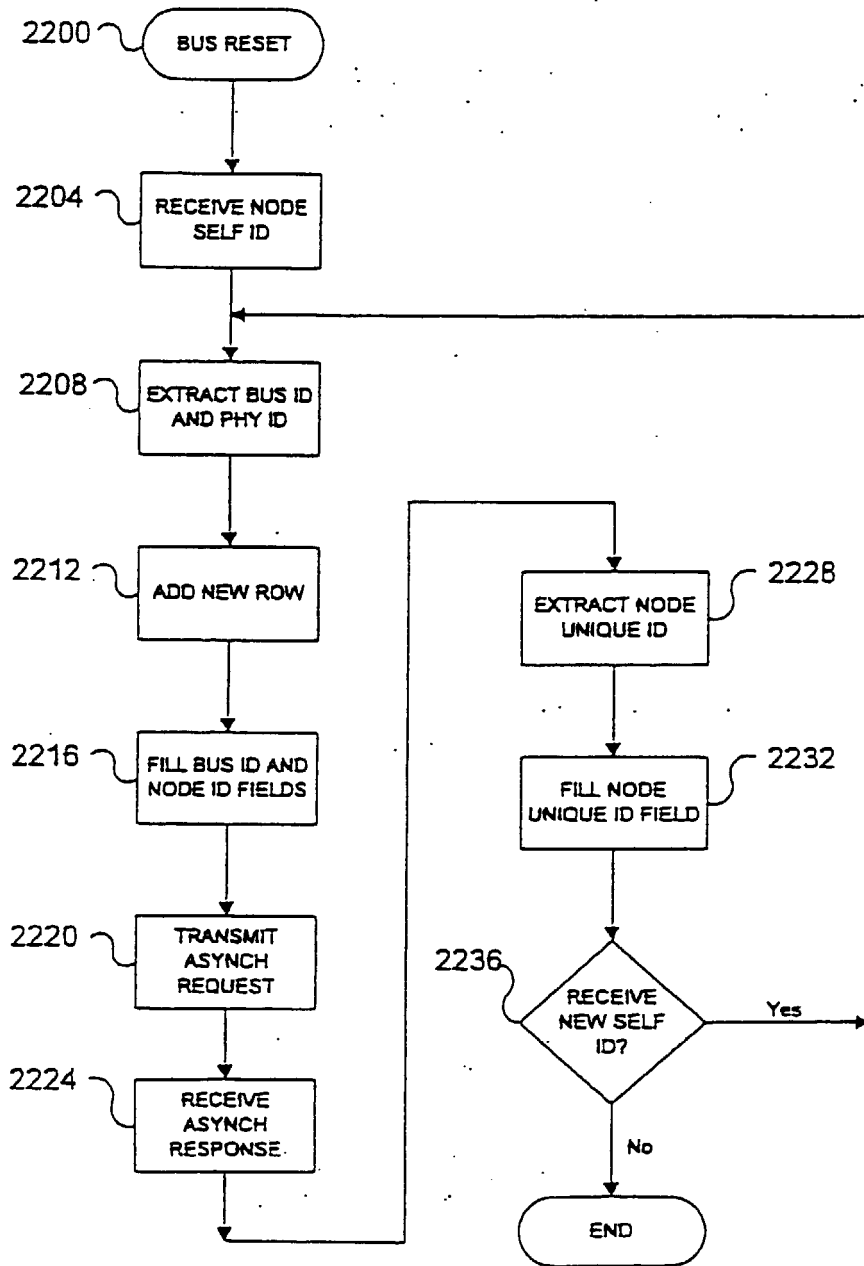 2200
BUS RESET
2204
RECEIVE NODE
SELF ID
2208
EXTRACT BUS ID
AND PHY ID
2212
ADD NEW ROW
2216
FILL BUS ID AND
NODE ID FIELDS
2220
TRANSMIT
ASYNCH
REQUEST
2224
RECEIVE
ASYNCH
RESPONSE
2228
EXTRACT NODE
UNIQUE ID
2232
FILL NODE
UNIQUE ID FIELD
2236
RECEIVE
NEW SELF
ID?
Yes
No
END